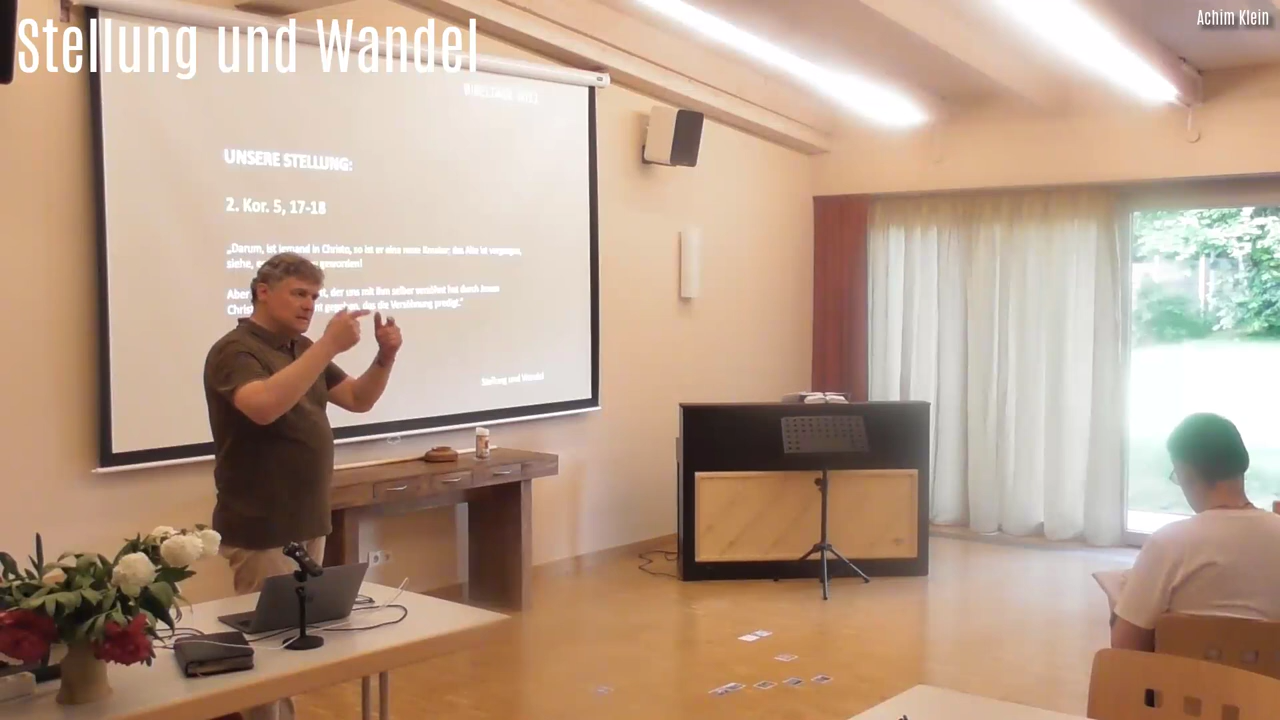 Stellung und Wandel
Achim Klein
UNSERE STELLUNG:
2. Kor. 5, 17-18
„Darum, ist jemand in Christo, so ist er eine neue Kreatur; das Alte ist vergangen,
siehe, geworden!
Aber der uns mit ihm selber versöhnt hat durch Jesum
gegeben, das die Versöhnung predigt."
Stellung und Wandel